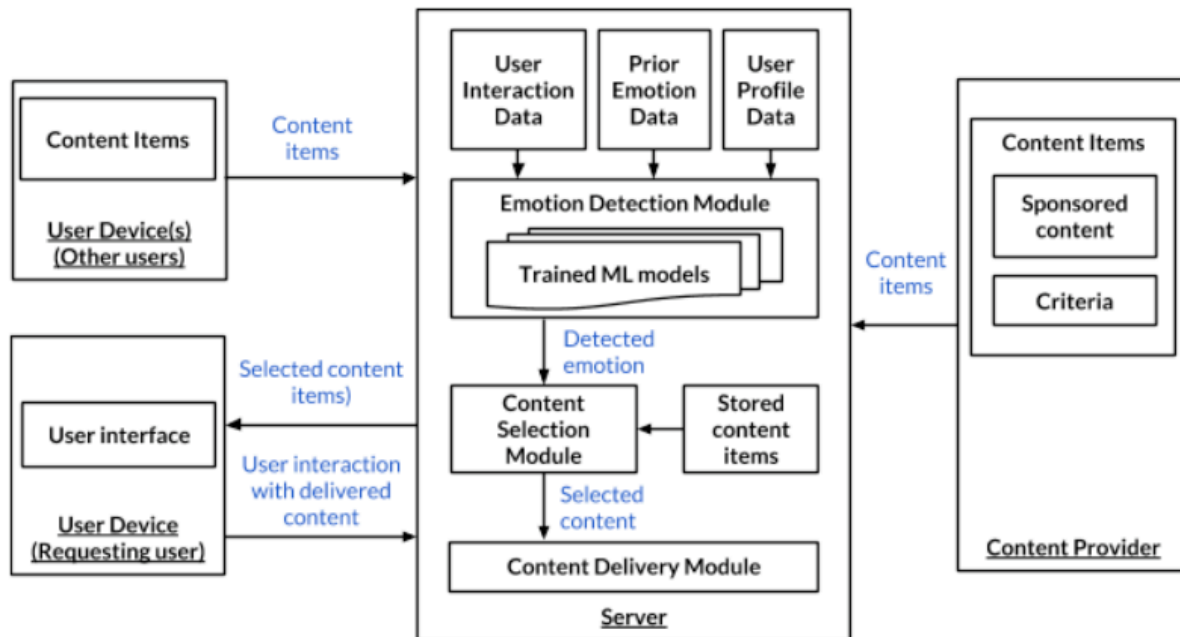 Content Items
User Device(s)
(Other users)
Content
items
User interface
User Device
(Requesting user)
Selected content
items)
User interaction
with delivered
content
User
Interaction
Data
Prior
Emotion
Data
User
Profile
Data
Emotion Detection Module
Trained ML models
Detected
emotion
Content
Selection
Module
Stored
content
items
Selected
content
Content Delivery Module
Server
Content
items
Content Items
Sponsored
content
Criteria
Content Provider